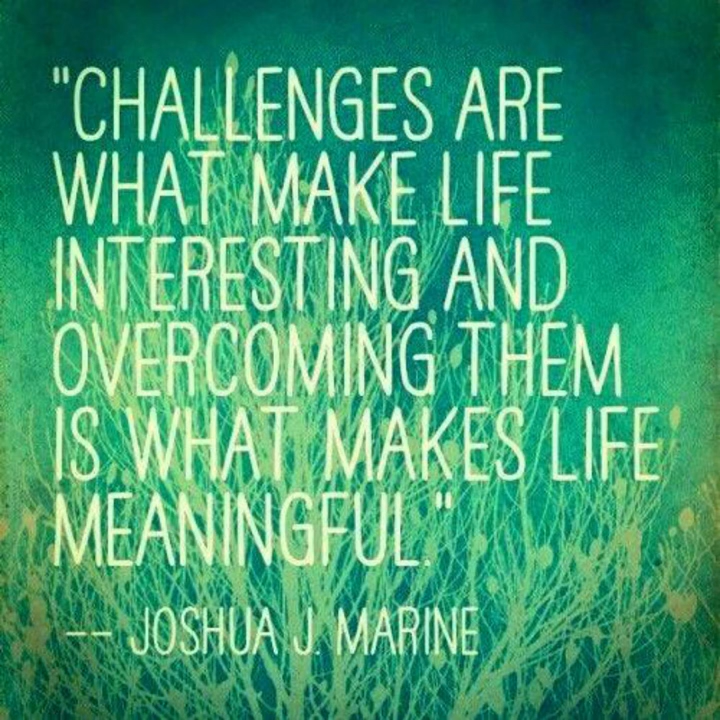 "CHALLENGES ARE
WHAT MAKE LIFE
INTERESTING AND
OVERCOMING THEM
IS WHAT MAKES LIFE
MEANINGFUL."
-- JOSHUA J. MARINE